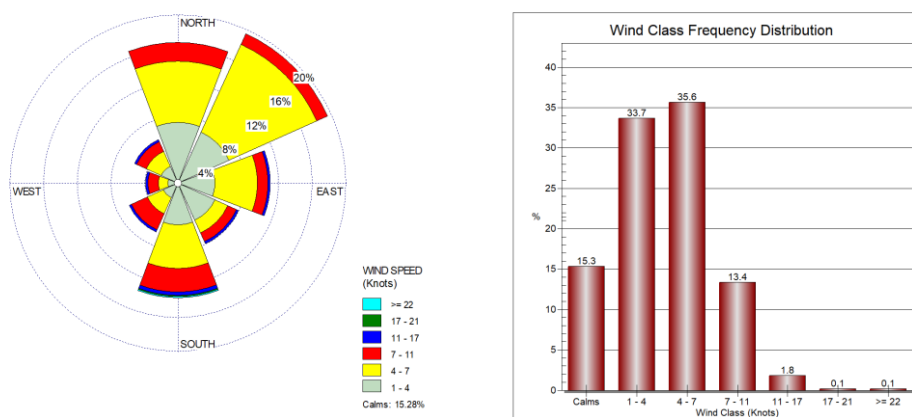 NORTH
20%
16%
12%
8%
4%
WEST
EAST
SOUTH
WIND SPEED
(Knots)
>= 22
17 - 21
11 - 17
7 - 11
4 - 7
1 - 4
Calms: 15.28%
Wind Class Frequency Distribution
40
35
30
25
20
15
10
5
0
%
15.3
33.7
35.6
13.4
1.8
0.1
0.1
Calms
1 - 4
4 - 7
7 - 11
11 - 17
17 - 21
>= 22
Wind Class (Knots)